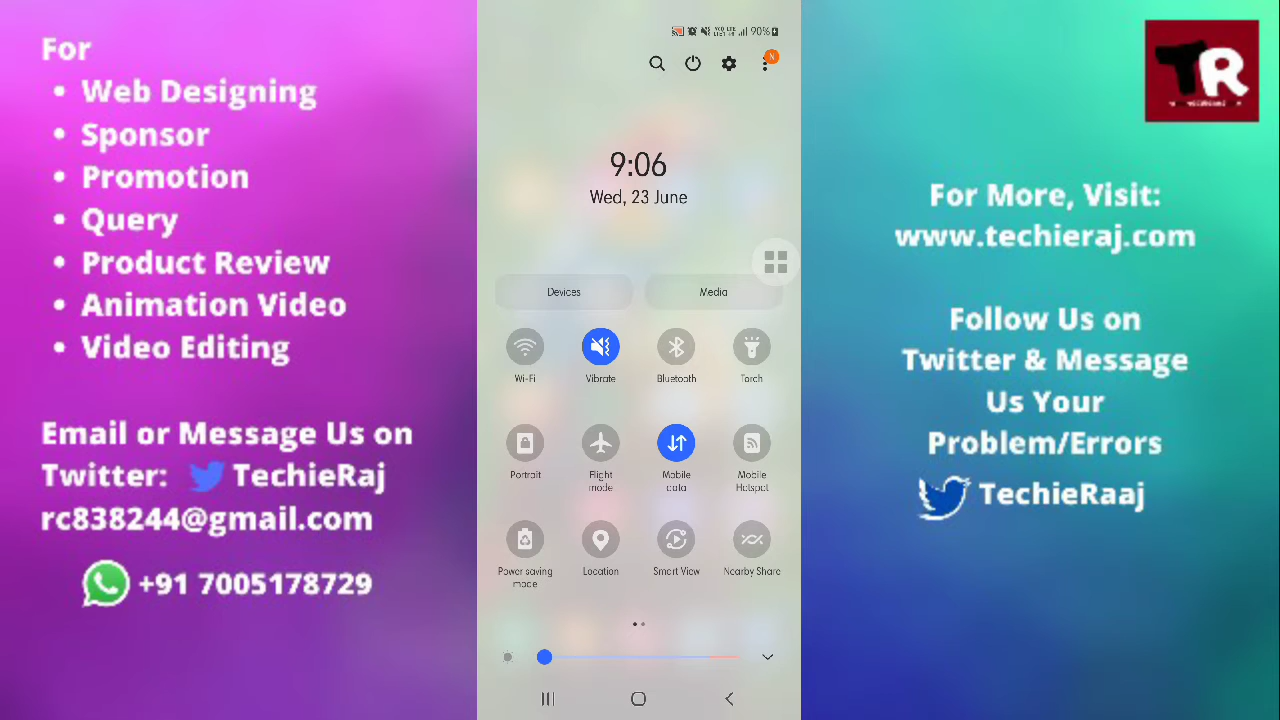 For
• Web Designing
• Sponsor
• Promotion
• Query
• Product Review
• Animation Video
• Video Editing
Email or Message Us on
Twitter: TechieRaj
rc838244@gmail.com
+91 7005178729
90%
N
9:06
Wed, 23 June
Devices
Media
Wi-Fi
Vibrate
Bluetooth
Torch
Portrait
Flight
mode
Mobile
data
Mobile
Hotspot
Power saving
mode
Location
Smart View
Nearby Share
TR
For More, Visit:
www.techieraj.com
Follow Us on
Twitter & Message
Us Your
Problem/Errors
TechieRaaj